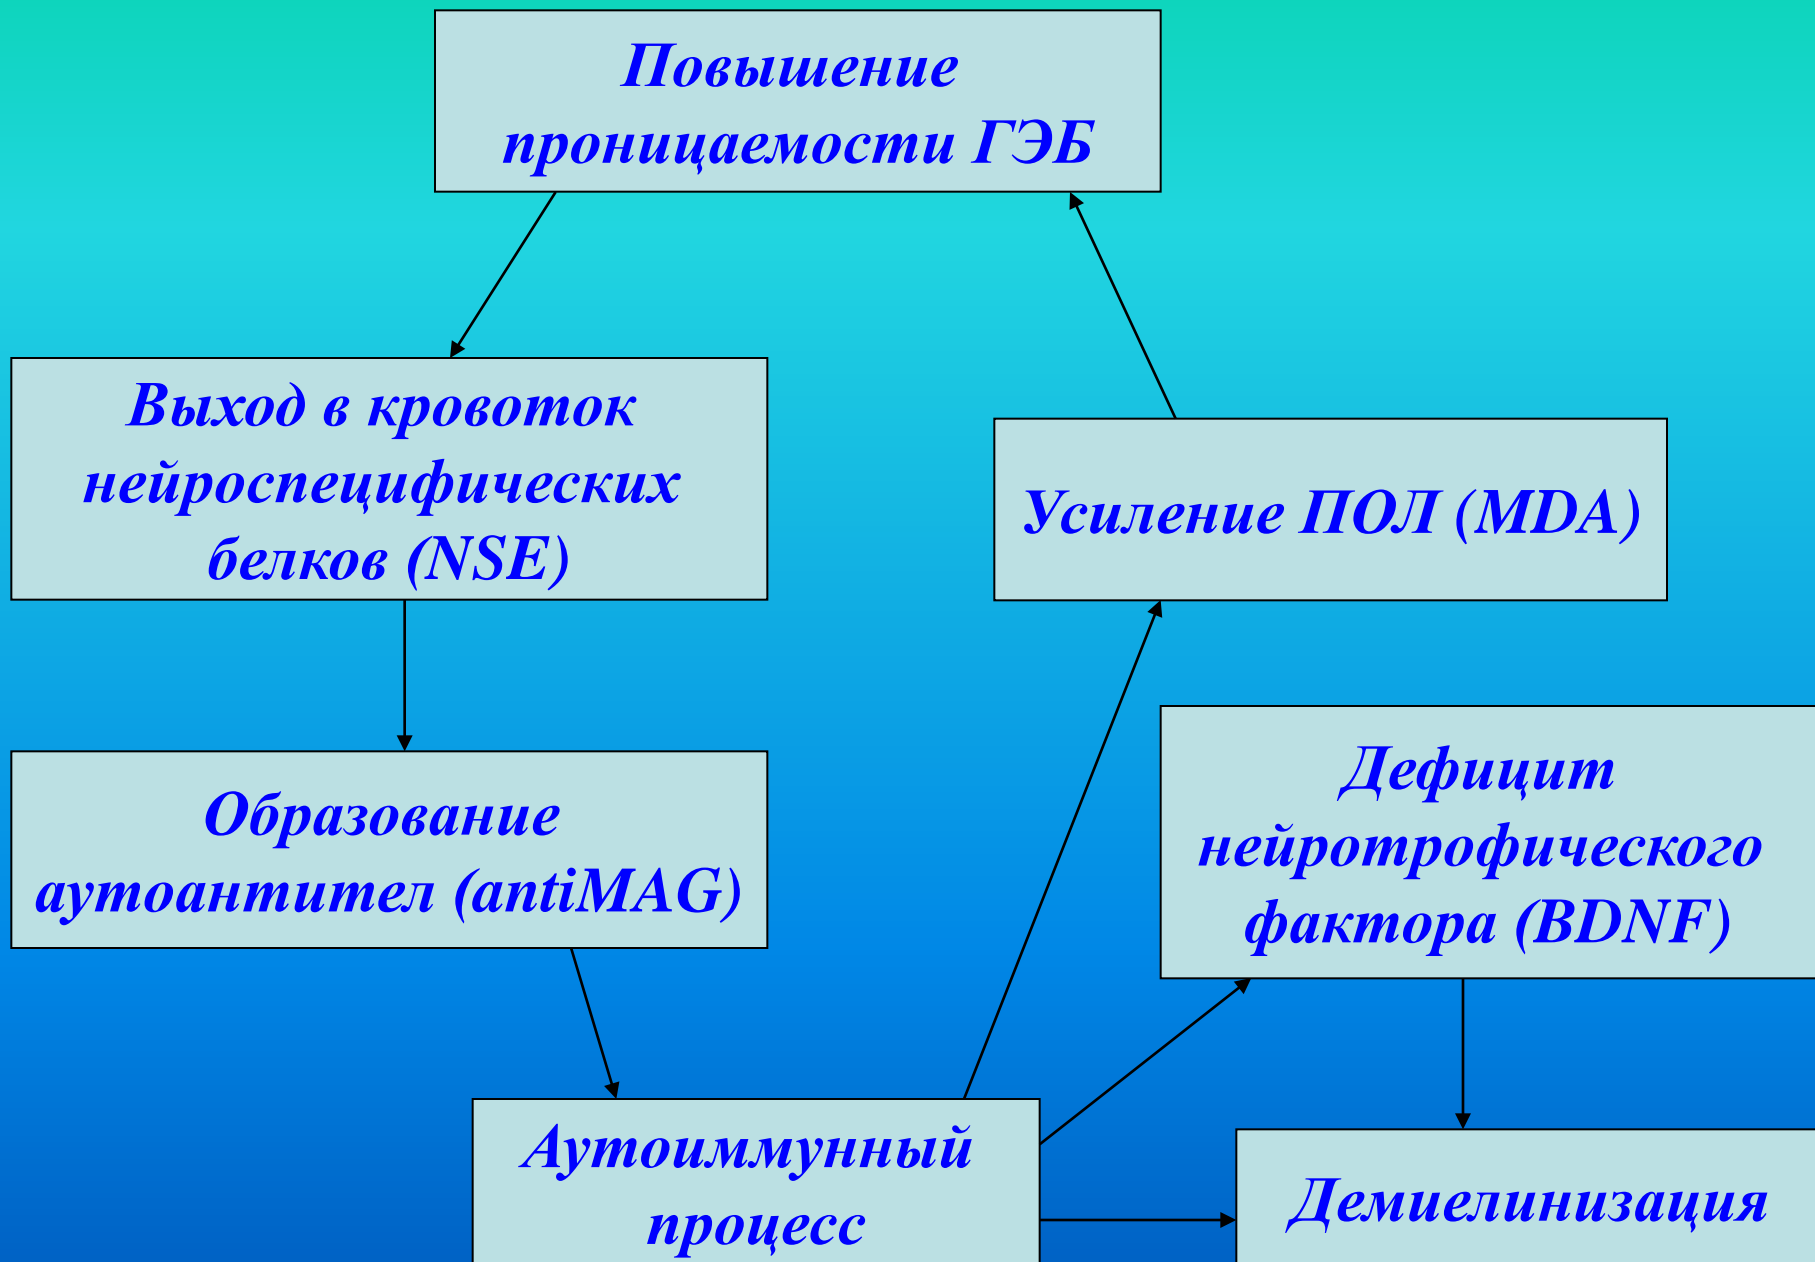 Повышение
проницаемости ГЭБ
Выход в кровоток
нейроспецифических
белков (NSE)
Усиление ПОЛ (MDA)
Образование
аутоантител (antiMAG)
Дефицит
нейротрофического
фактора (BDNF)
Аутоиммунный
процесс
Демиелинизация